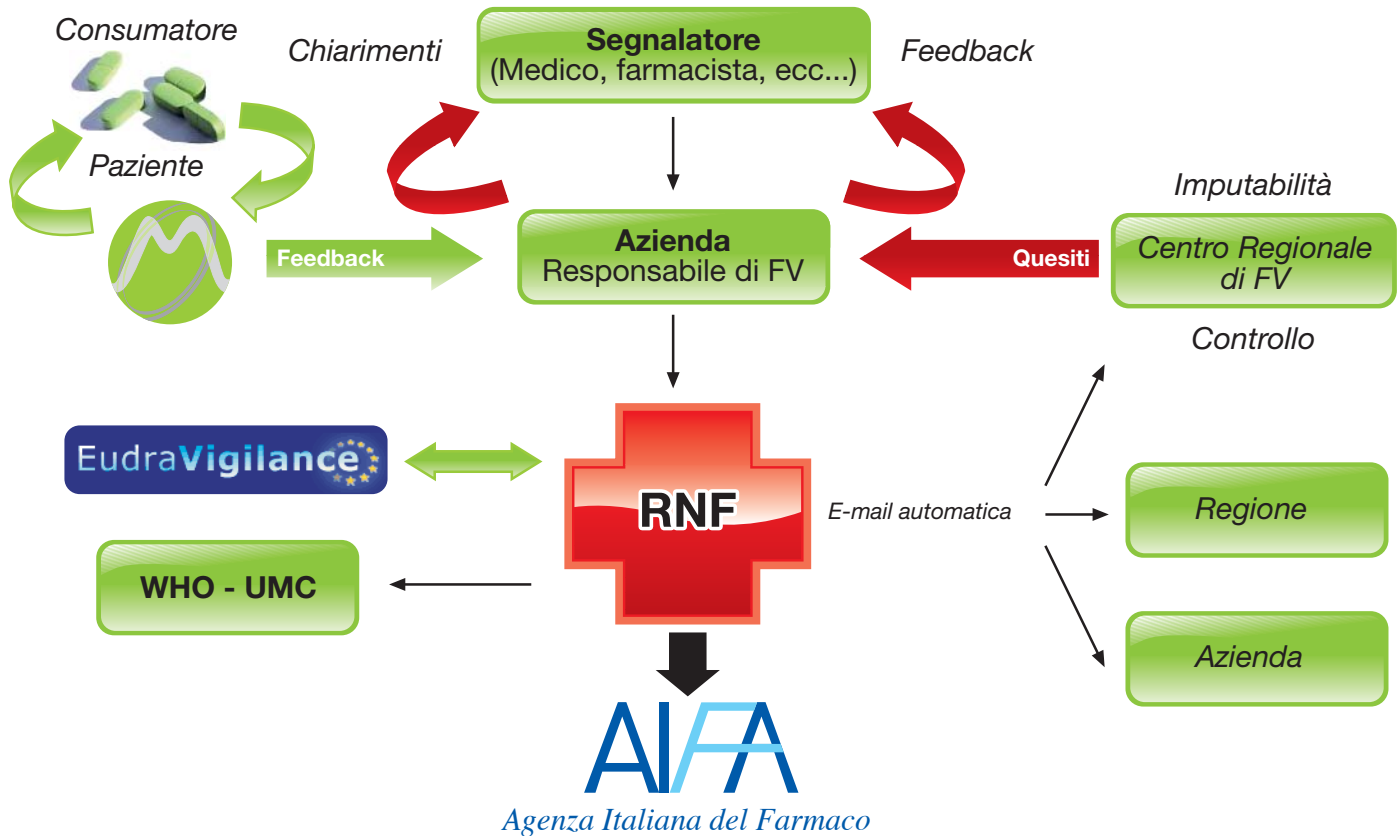 Consumatore
Chiarimenti
Segnalatore
(Medico, farmacista, ecc...)
Feedback
Paziente
Imputabilità
Feedback
Azienda
Responsabile di FV
Quesiti
Centro Regionale
di FV
Controllo
EudraVigilance
RNF
E-mail automatica
Regione
WHO - UMC
Azienda
AIFA
Agenza Italiana del Farmaco